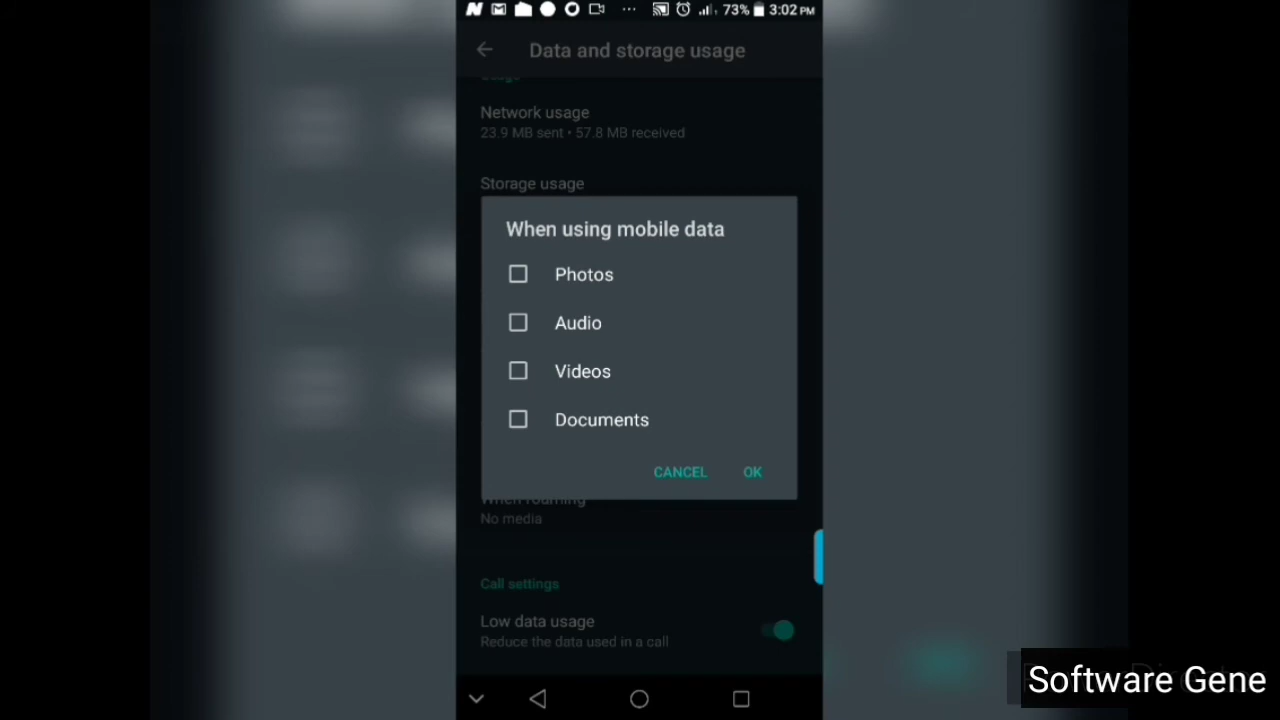 73% 3:02 PM
Data and storage usage
Usage
Network usage
23.9 MB sent • 57.8 MB received
Storage usage
When using mobile data
Photos
Audio
Videos
Documents
CANCEL OK
When roaming
No media
Call settings
Low data usage
Reduce the data used in a call
Software Gene